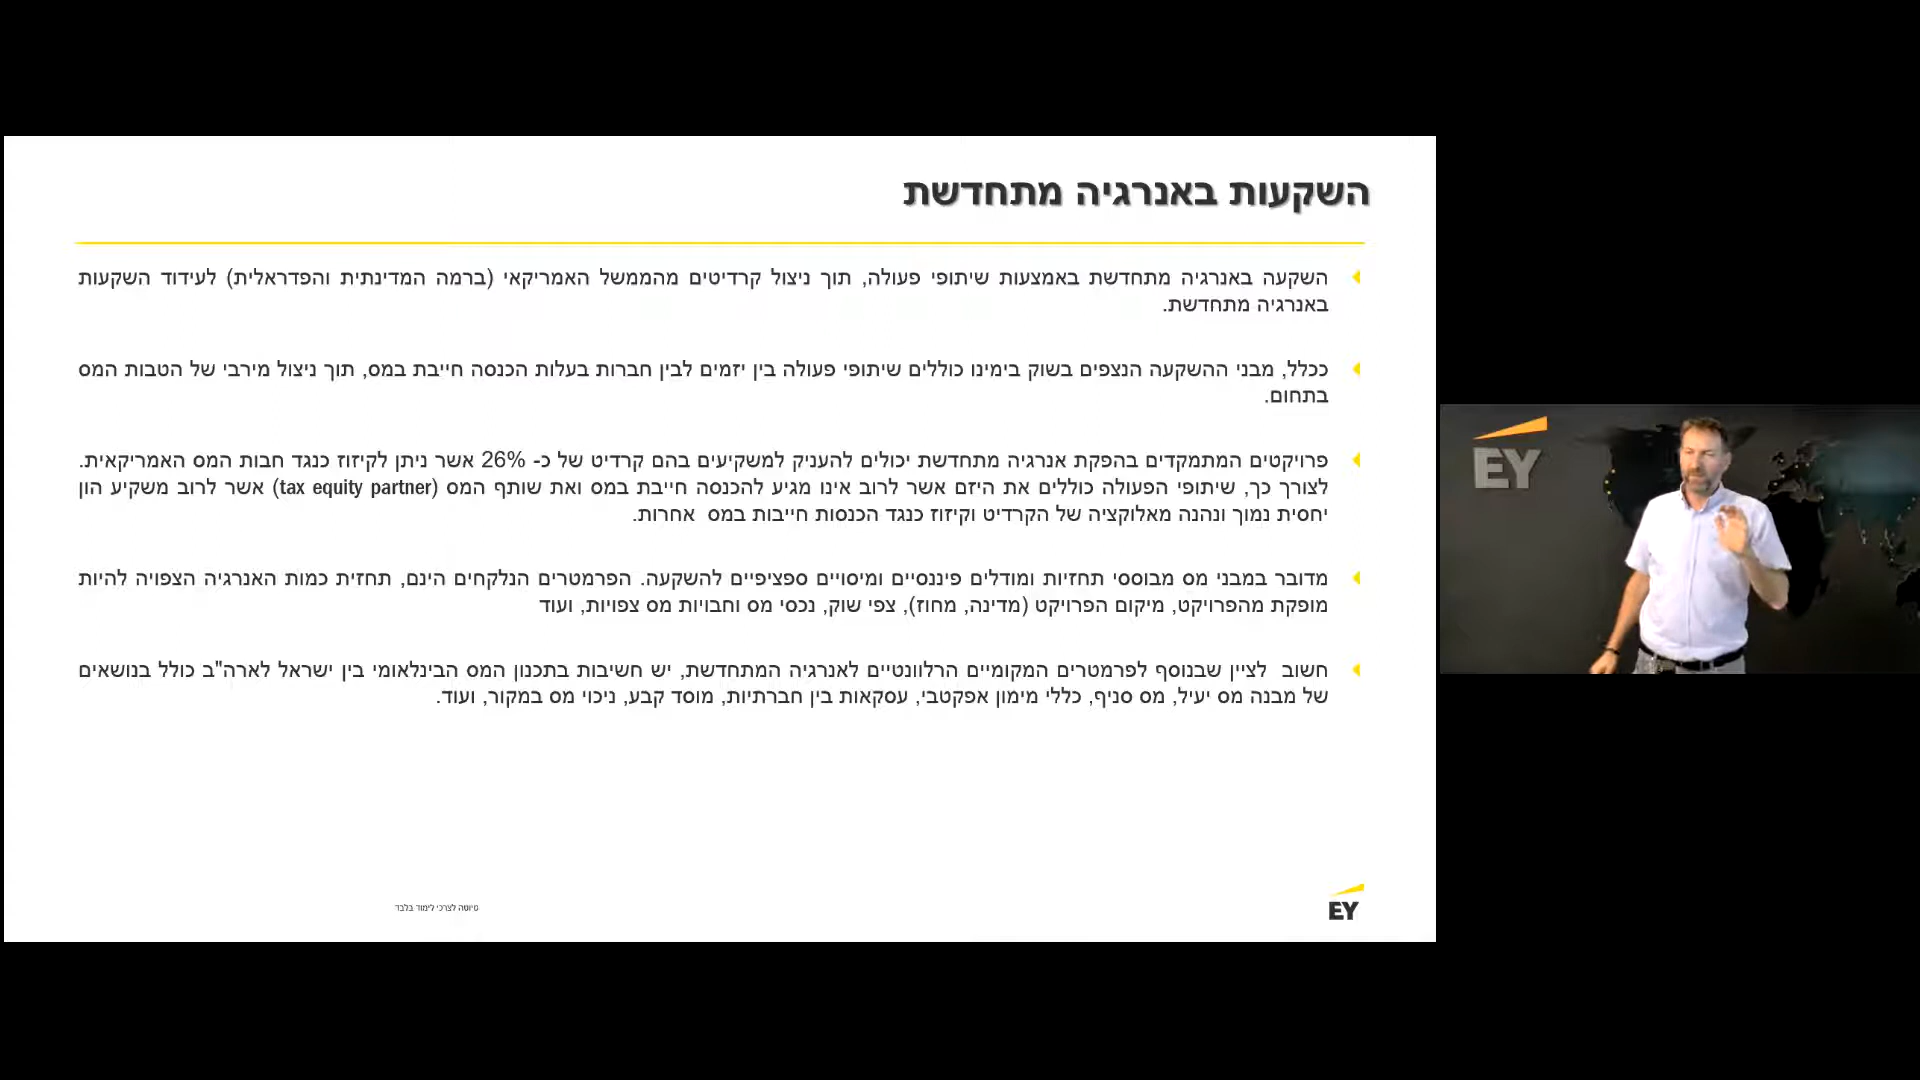 השקעות באנרגיה מתחדשת
השקעה באנרגיה מתחדשת באמצעות שיתופי פעולה, תוך ניצול קרדיטים מהממשל האמריקאי (ברמה המדינתית והפדראלית) לעידוד השקעות
באנרגיה מתחדשת.
ככלל, מבני ההשקעה הנצפים בשוק בימינו כוללים שיתופי פעולה בין יזמים לבין חברות בעלות הכנסה חייבת במס, תוך ניצול מירבי של הטבות המס
בתחום.
פרויקטים המתמקדים בהפקת אנרגיה מתחדשת יכולים להעניק למשקיעים בהם קרדיט של כ- 26% אשר ניתן לקיזוז כנגד חבות המס האמריקאית.
לצורך כך, שיתופי הפעולה כוללים את היזם אשר לרוב אינו מגיע להכנסה חייבת במס ואת שותף המס (tax equity partner) אשר לרוב משקיע הון
יחסית נמוך ונהנה מאלוקציה של הקרדיט וקיזוז כנגד הכנסות חייבות במס אחרות.
מדובר במבני מס מבוססי תחזיות ומודלים פיננסיים ומיסויים ספציפיים להשקעה. הפרמטרים הנלקחים הינם, תחזית כמות האנרגיה הצפויה להיות
מופקת מהפרויקט, מיקום הפרויקט (מדינה, מחוז), צפי שוק, נכסי מס וחבויות מס צפויות, ועוד
חשוב לציין שבנוסף לפרמטרים המקומיים הרלוונטיים לאנרגיה המתחדשת, יש חשיבות בתכנון המס הבינלאומי בין ישראל לארה"ב כולל בנושאים
של מבנה מס יעיל, מס סניף, כללי מימון אפקטבי, עסקאות בין חברתיות, מוסד קבע, ניכוי מס במקור, ועוד.
טיוטה לצרכי לימוד בלבד
EY
EY